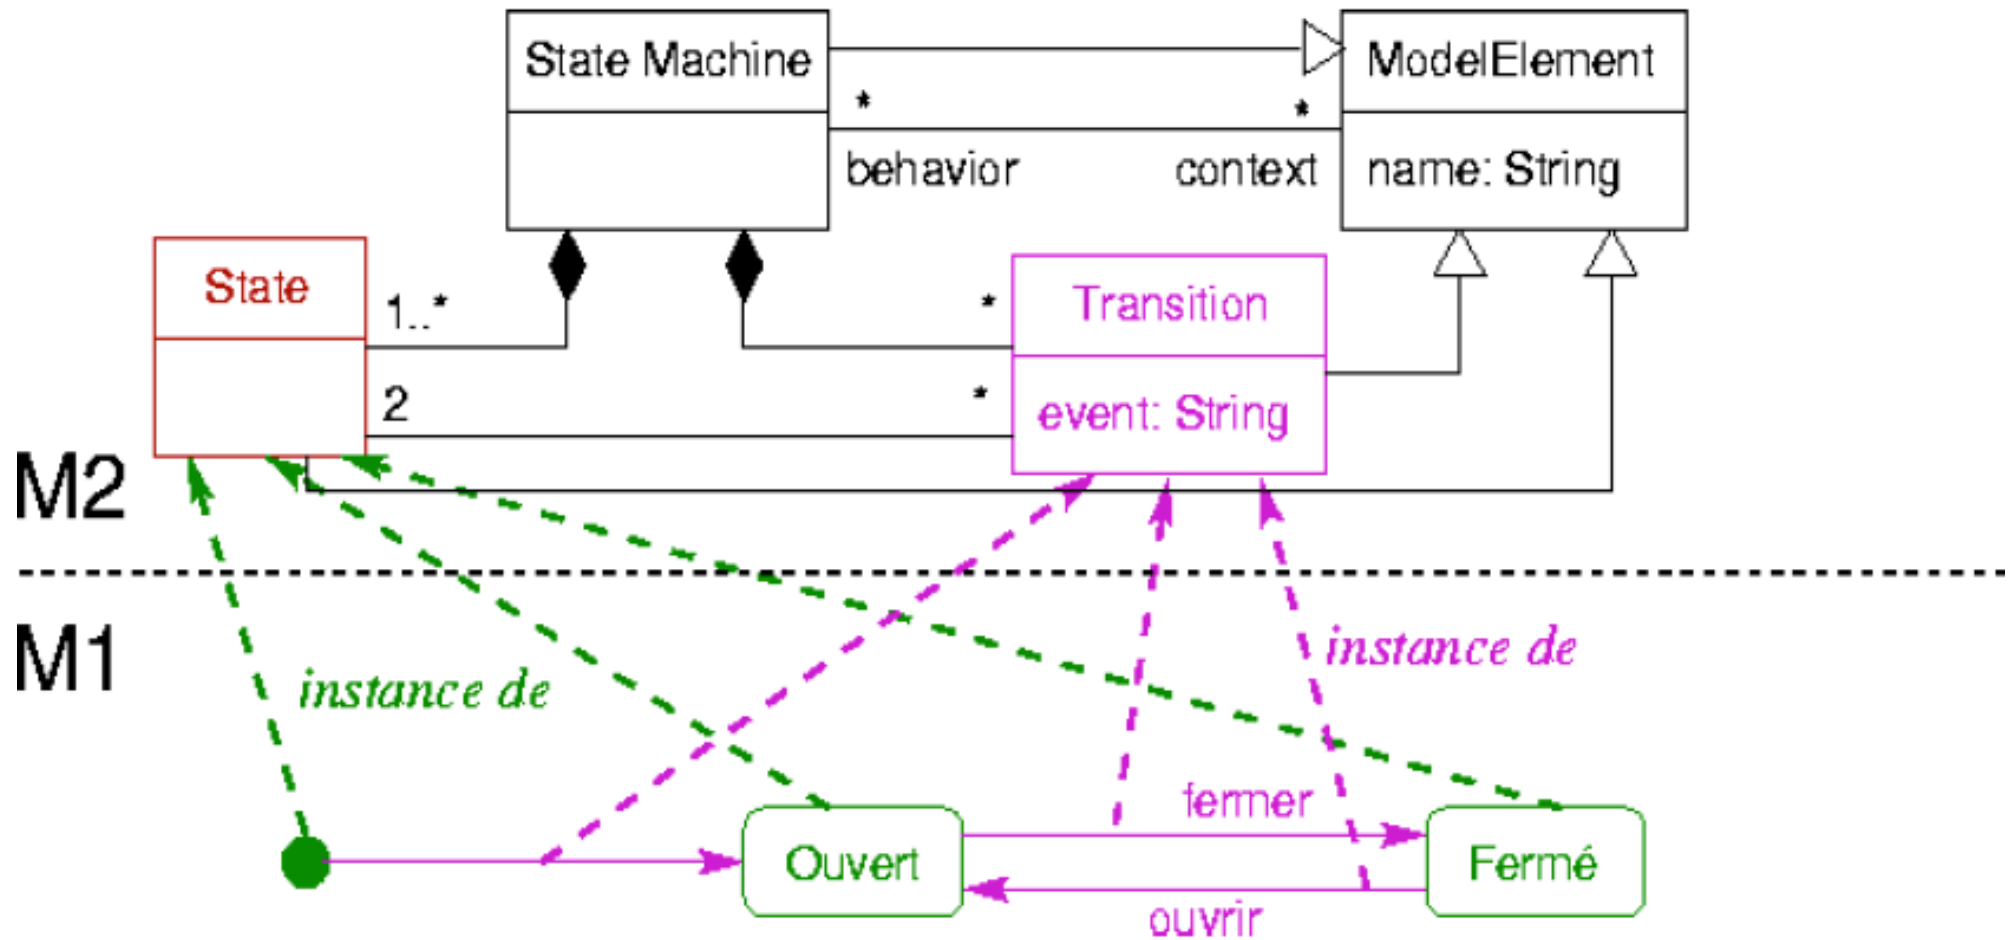 State Machine
ModelElement
*
*
behavior
context
name: String
State
1..*
*
Transition
2
*
event: String
M2
M1
instance de
instance de
fermer
Ouvert
Fermé
ouvrir